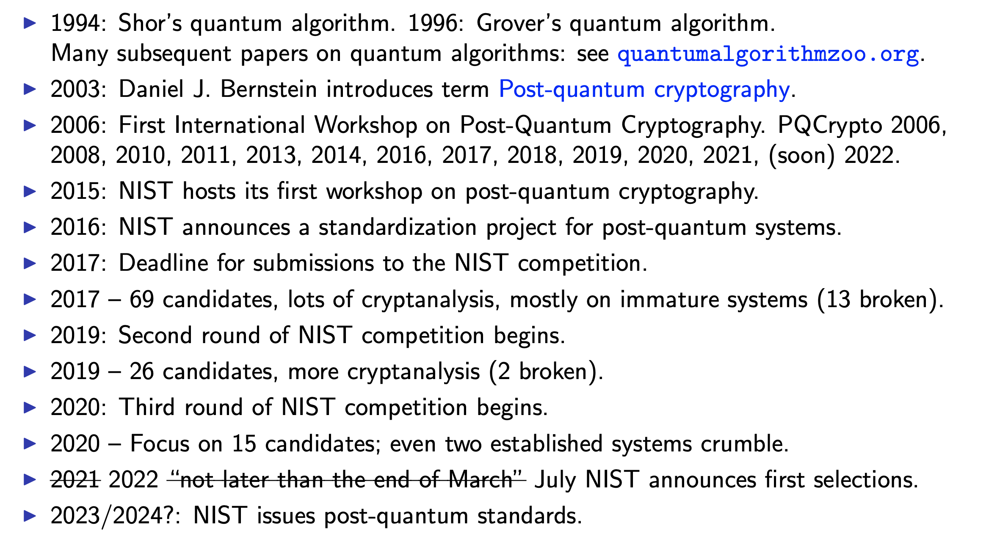 ▶ 1994: Shor's quantum algorithm. 1996: Grover's quantum algorithm.
Many subsequent papers on quantum algorithms: see quantumalgorithmzoo.org.
▶ 2003: Daniel J. Bernstein introduces term Post-quantum cryptography.
▶ 2006: First International Workshop on Post-Quantum Cryptography. PQCrypto 2006,
2008, 2010, 2011, 2013, 2014, 2016, 2017, 2018, 2019, 2020, 2021, (soon) 2022.
▶ 2015: NIST hosts its first workshop on post-quantum cryptography.
▶ 2016: NIST announces a standardization project for post-quantum systems.
▶ 2017: Deadline for submissions to the NIST competition.
▶ 2017 – 69 candidates, lots of cryptanalysis, mostly on immature systems (13 broken).
▶ 2019: Second round of NIST competition begins.
▶ 2019 – 26 candidates, more cryptanalysis (2 broken).
▶ 2020: Third round of NIST competition begins.
▶ 2020 – Focus on 15 candidates; even two established systems crumble.
▶ 2021 2022 “not later than the end of March” July NIST announces first selections.
▶ 2023/2024?: NIST issues post-quantum standards.